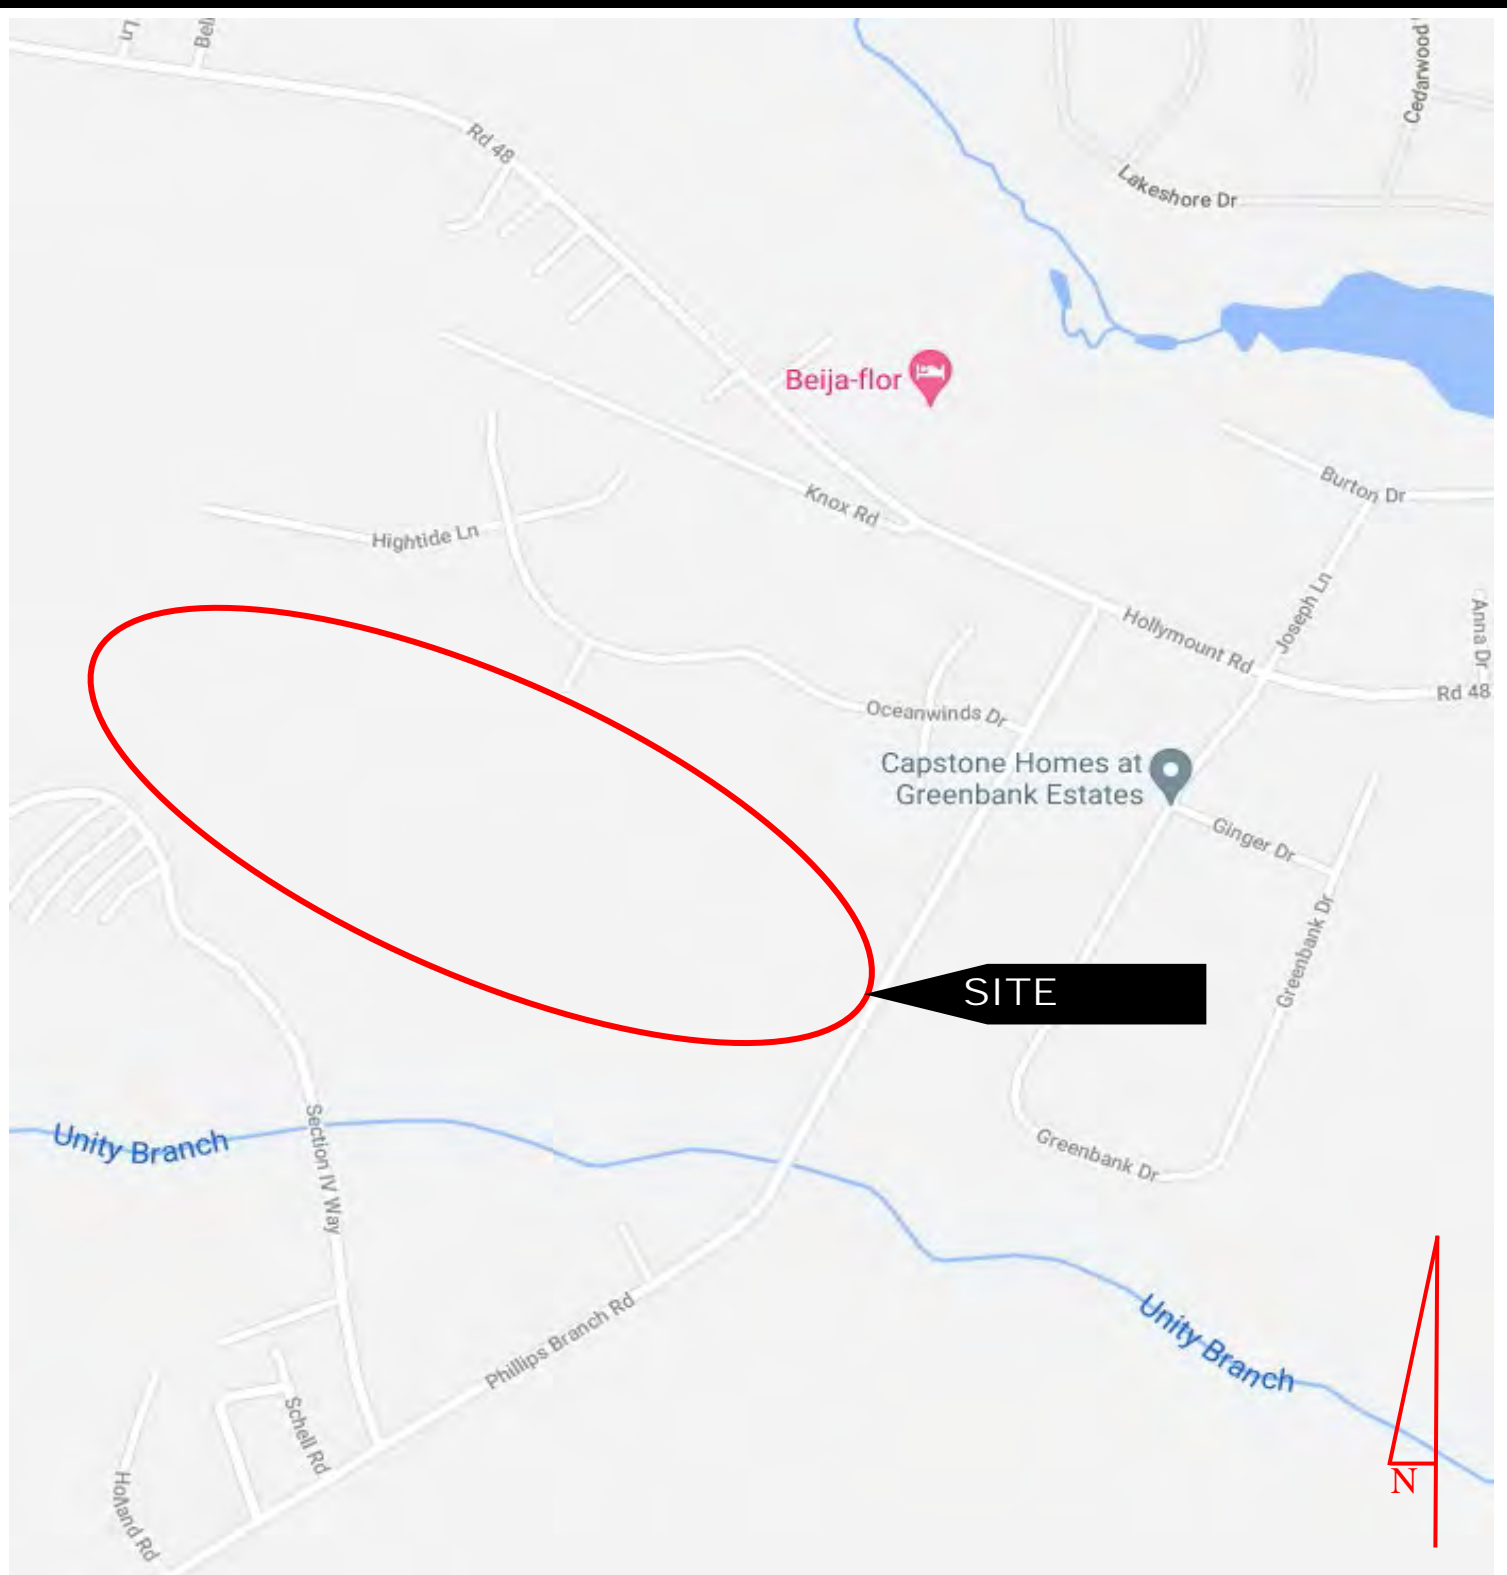 Ln
Rd 48
Cedarwood
Lakeshore Dr
Beija-flor
Burton Dr
Knox Rd
Hightide Ln
Joseph Ln
Anna Dr
Hollymount Rd
Rd 48
Oceanwinds Dr
Capstone Homes at
Greenbank Estates
Ginger Dr
Greenbank Dr
SITE
Unity Branch
Section IV Way
Greenbank Dr
Phillips Branch Rd
Unity Branch
Schell Rd
Holland Rd
N